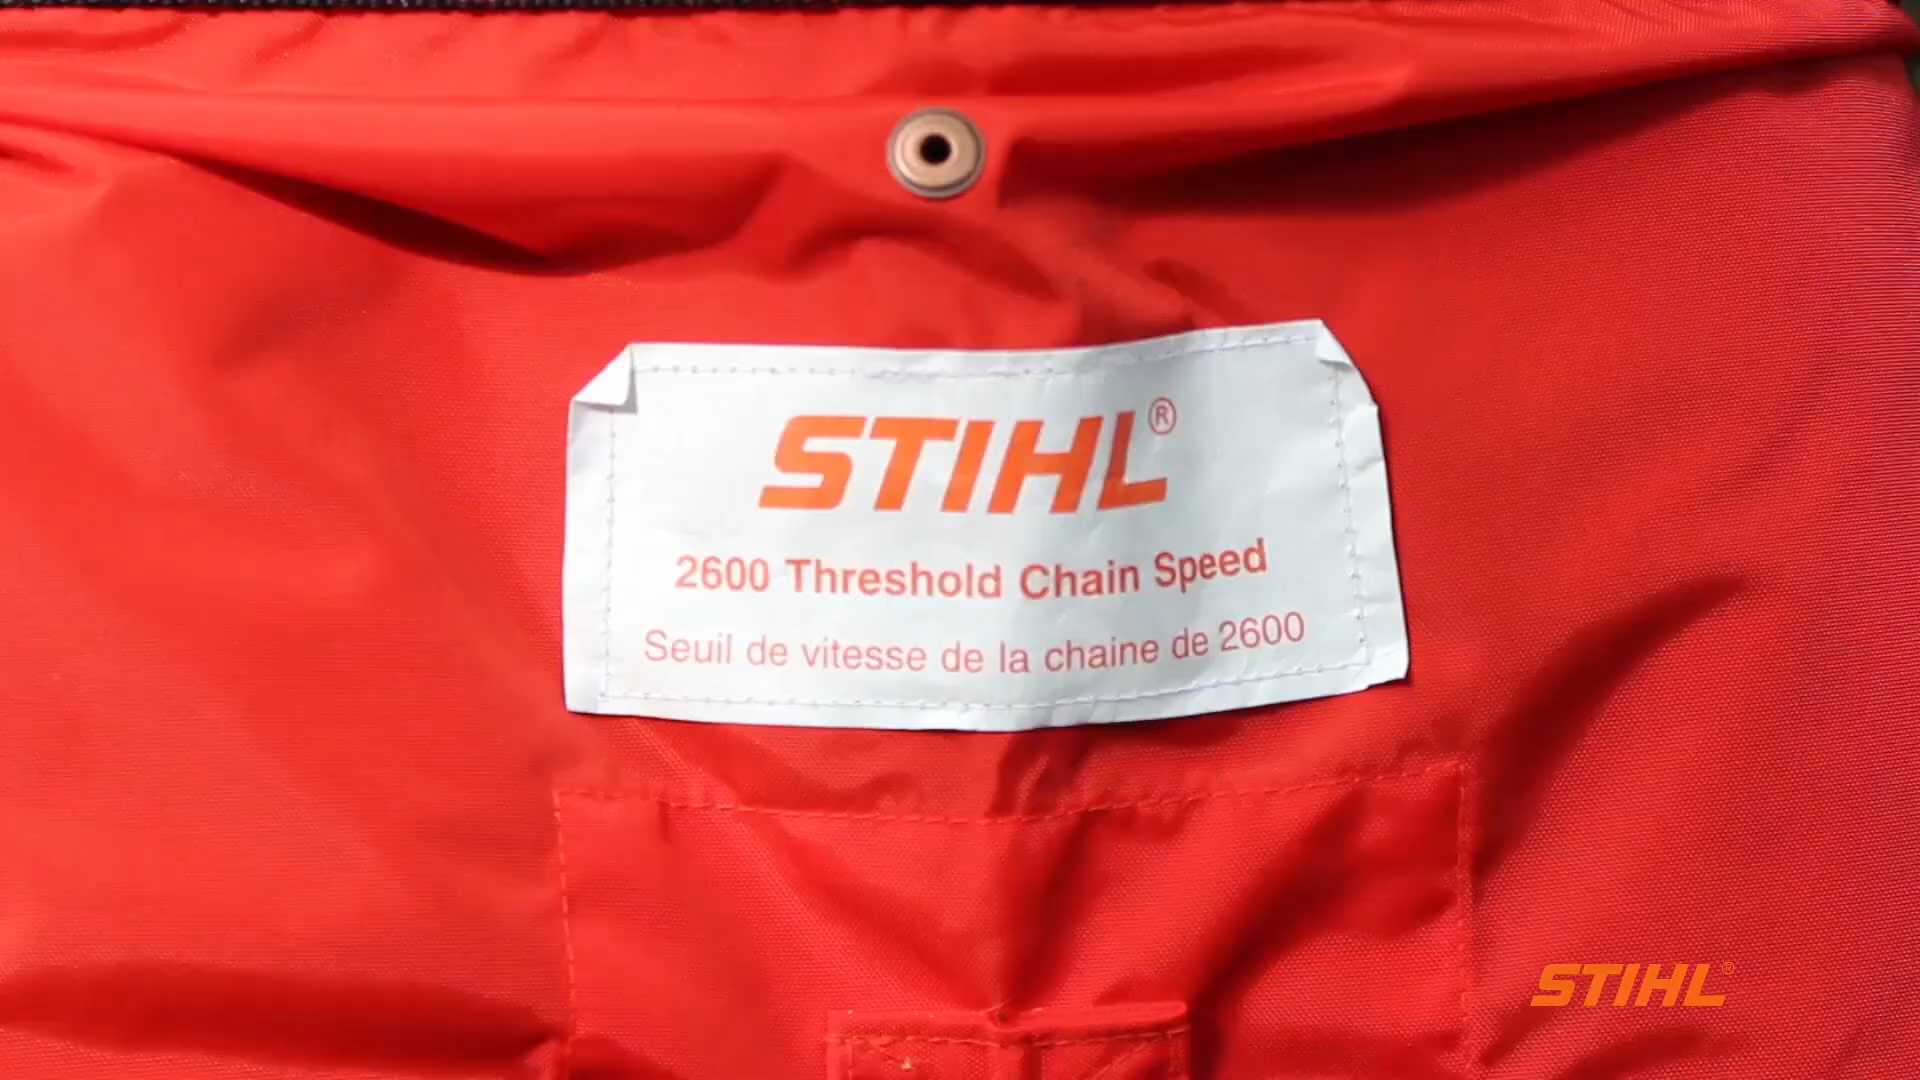 STIHL®
2600 Threshold Chain Speed
Seuil de vitesse de la chaine de 2600
STIHL®